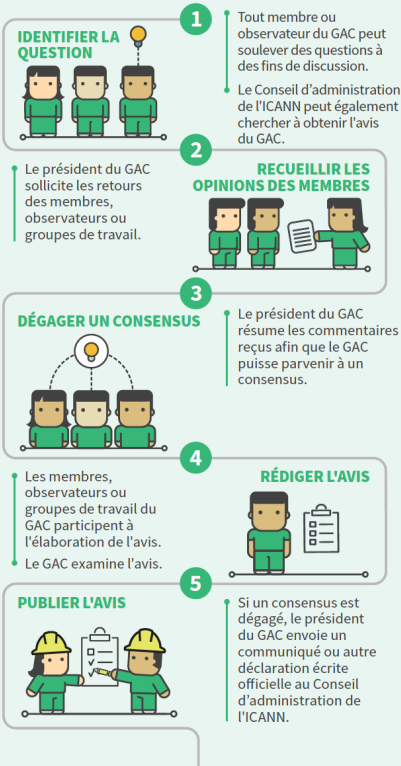 1
IDENTIFIER LA
QUESTION
Tout membre ou
observateur du GAC peut
soulever des questions à
des fins de discussion.
Le Conseil d'administration
de l'ICANN peut également
chercher à obtenir l'avis
du GAC.
2
RECUEILLIR LES
OPINIONS DES MEMBRES
Le président du GAC
sollicite les retours
des membres,
observateurs ou
groupes de travail.
3
DÉGAGER UN CONSENSUS
Le président du GAC
résume les commentaires
reçus afin que le GAC
puisse parvenir à un
consensus.
4
RÉDIGER L'AVIS
Les membres,
observateurs ou
groupes de travail du
GAC participent à
l'élaboration de l'avis.
Le GAC examine l'avis.
5
PUBLIER L'AVIS
Si un consensus est
dégagé, le président
du GAC envoie un
communiqué ou autre
déclaration écrite
officielle au Conseil
d'administration de
l'ICANN.